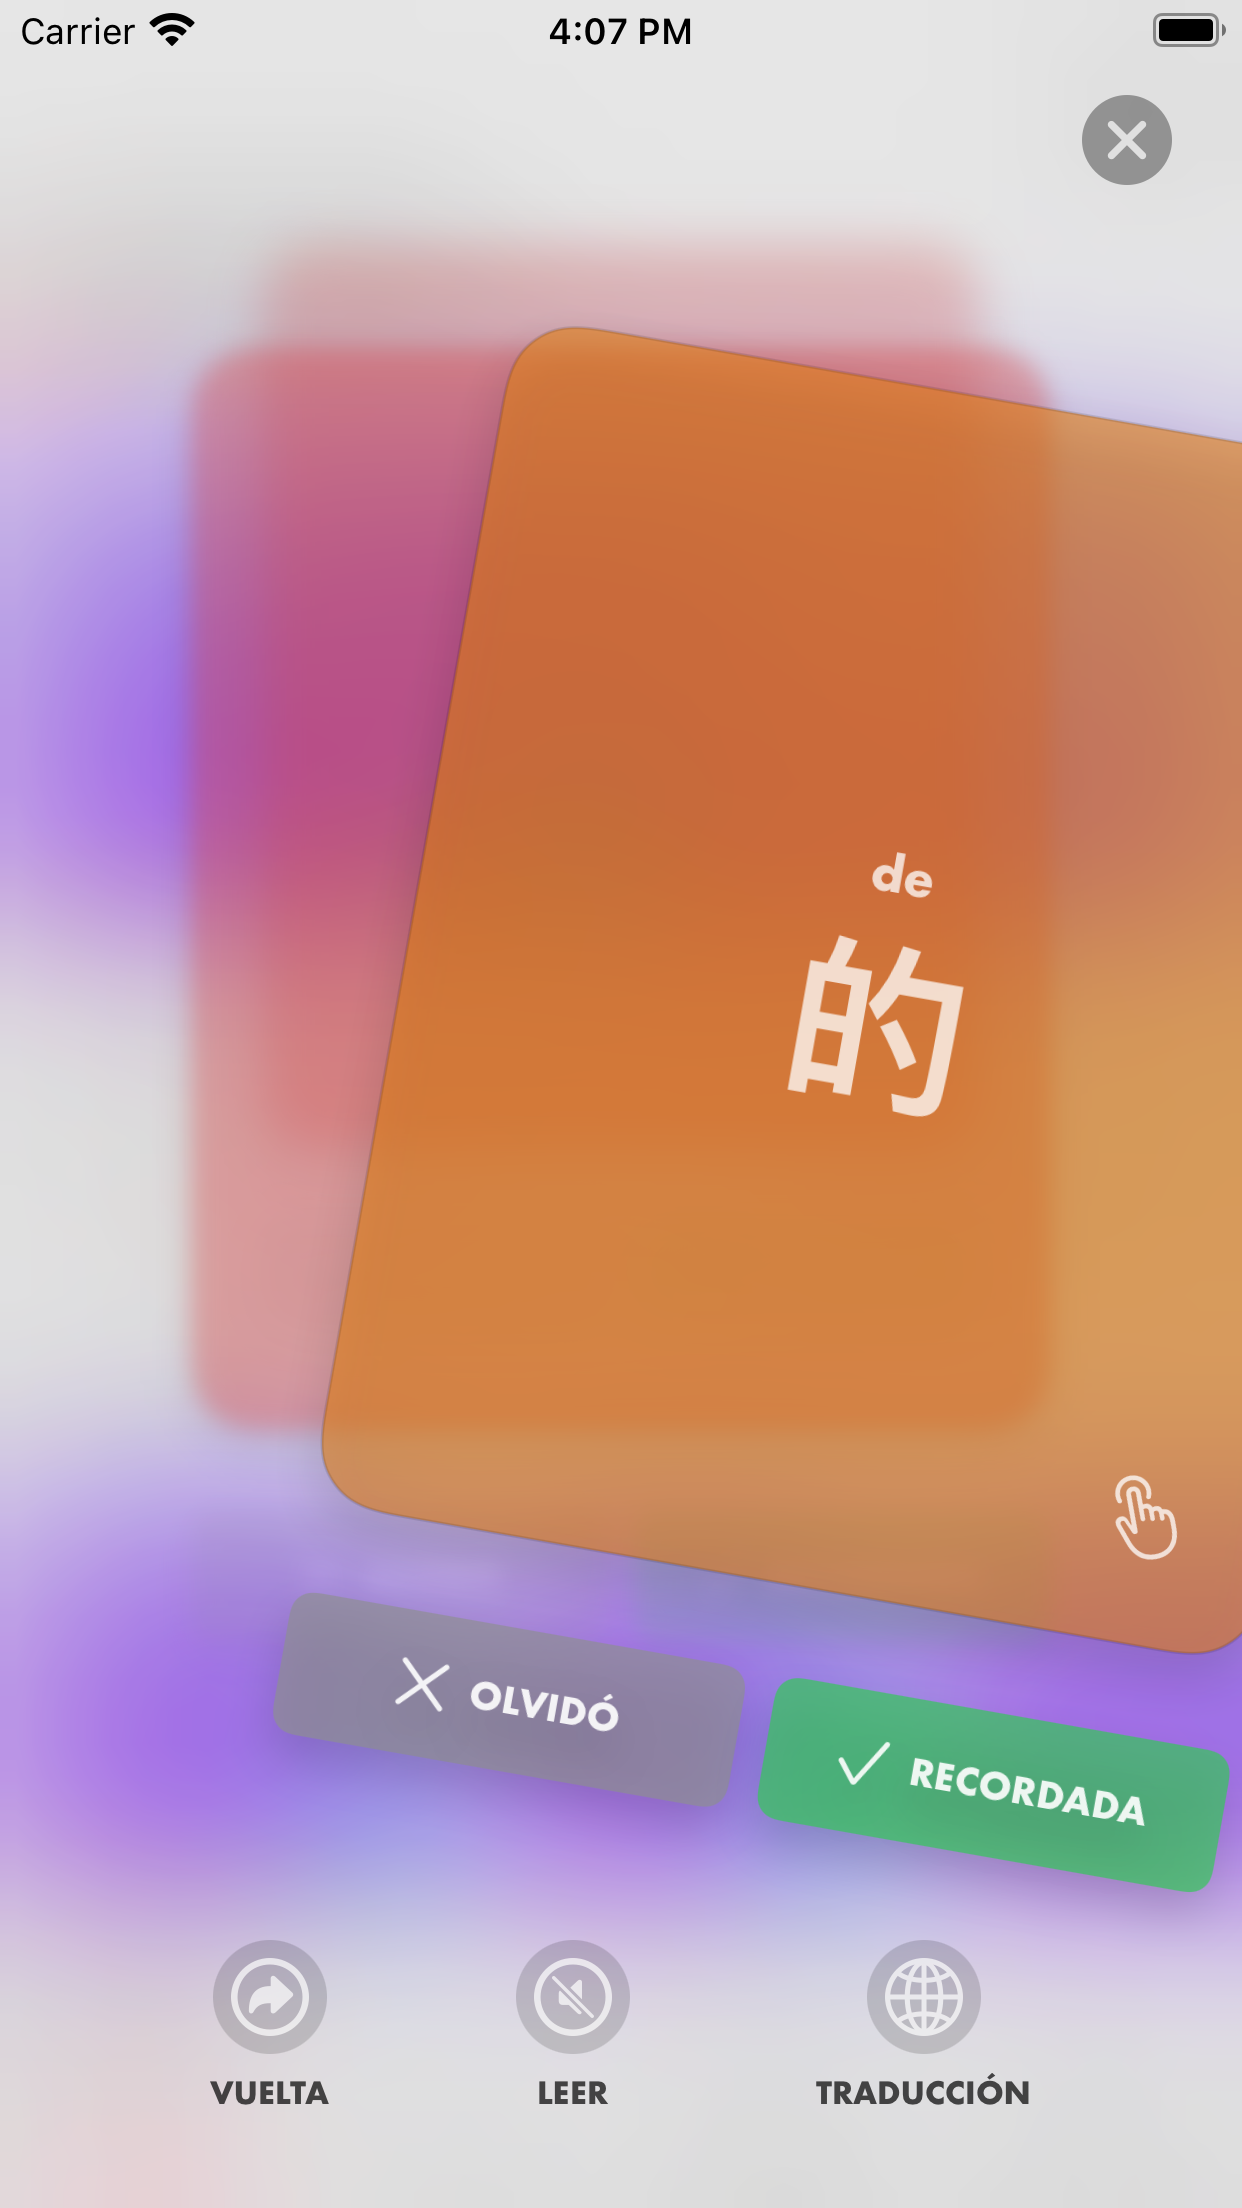 Carrier 4:07 PM
de
的
OLVIDÓ
RECORDADA
VUELTA LEER TRADUCCIÓN